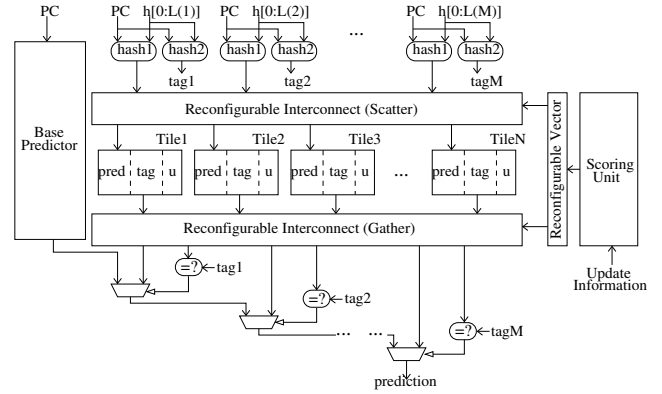 PC
PC h[0:L(1)] PC h[0:L(2)] ... PC h[0:L(M)]
hash1 hash2 hash1 hash2 hash1 hash2
tag1 tag2 tagM
Reconfigurable Interconnect (Scatter)
Base
Predictor
Tile1 Tile2 Tile3 TileN
pred tag u pred tag u pred tag u ... pred tag u
Reconfigurable Interconnect (Gather)
Reconfigurable Vector
Scoring
Unit
Update
Information
=? tag1
=? tag2
... ...
=? tagM
prediction